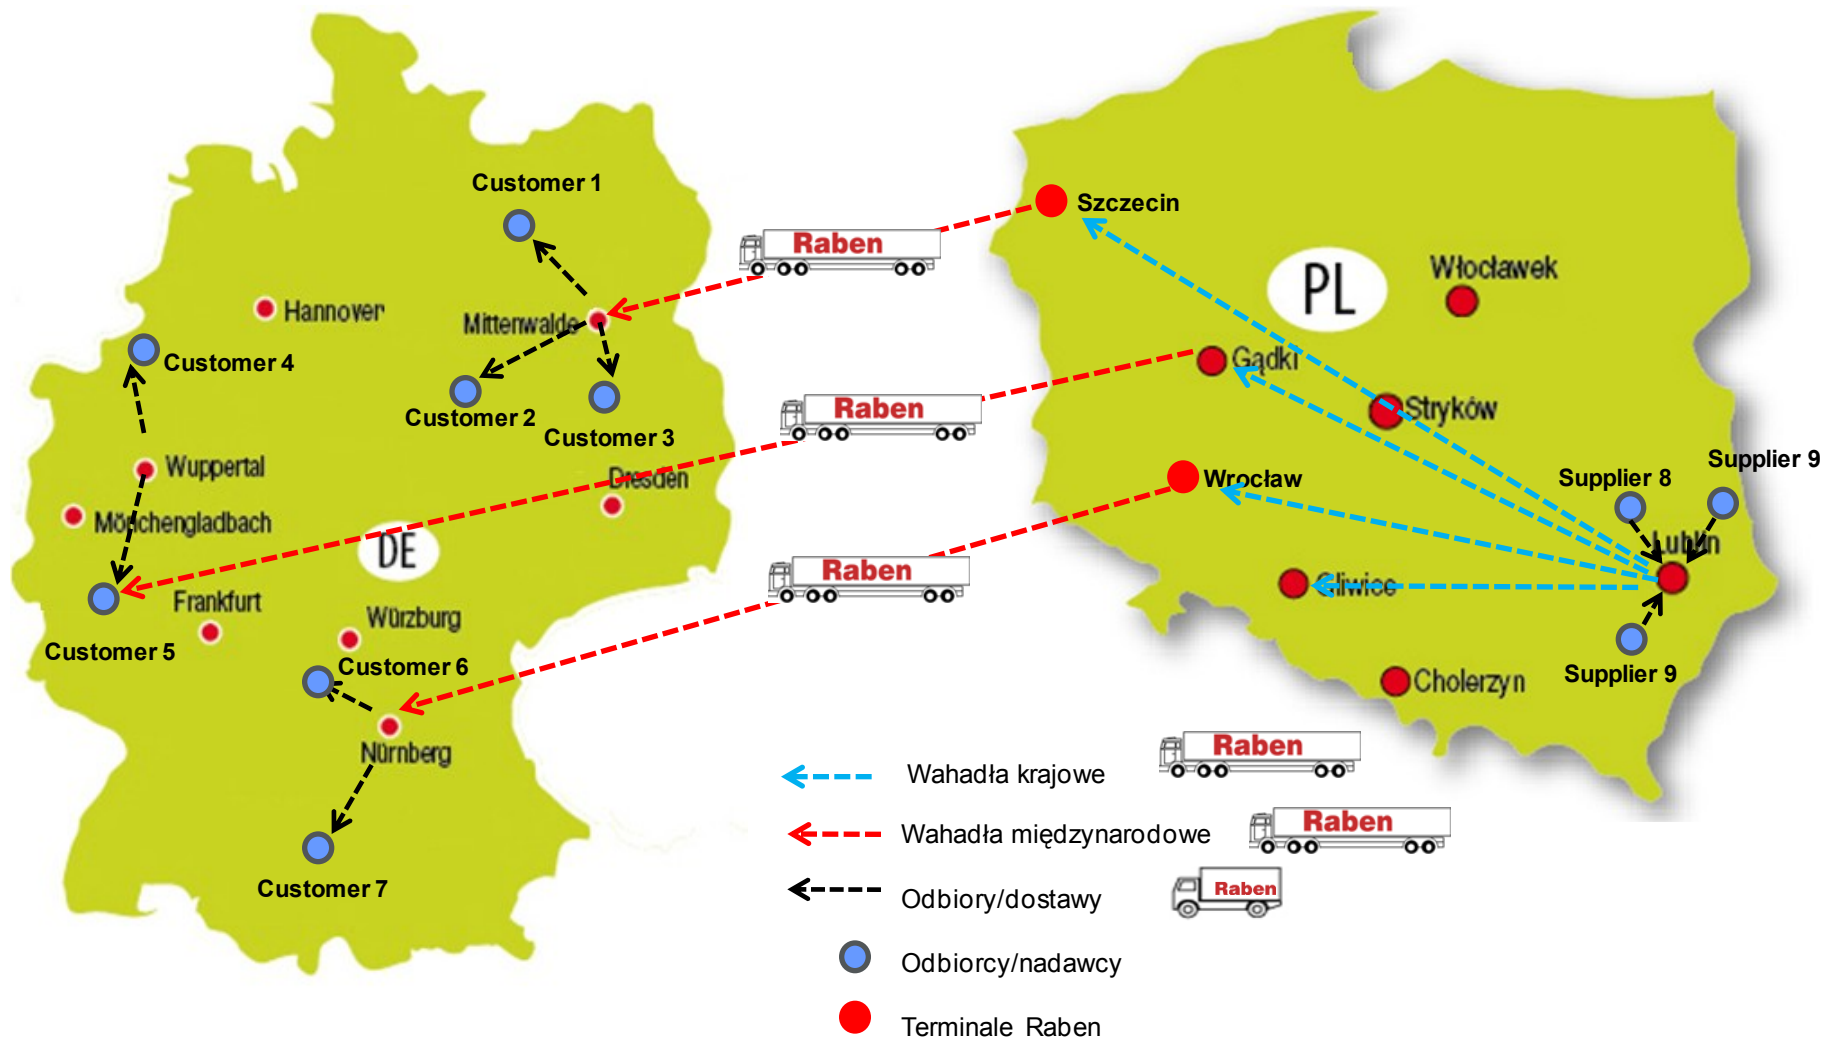 Customer 1
Hannover
Mittenwalde
Customer 4
Customer 2
Customer 3
Wuppertal
Dresden
Mönchengladbach
DE
Frankfurt
Würzburg
Customer 5
Customer 6
Nürnberg
Customer 7
Raben
Raben
Raben
Szczecin
PL
Włocławek
Gądki
Stryków
Wrocław
Supplier 8
Supplier 9
Lublin
Gliwice
Supplier 9
Cholerzyn
Wahadła krajowe
Raben
Wahadła międzynarodowe
Raben
Odbiory/dostawy
Raben
Odbiorcy/nadawcy
Terminale Raben